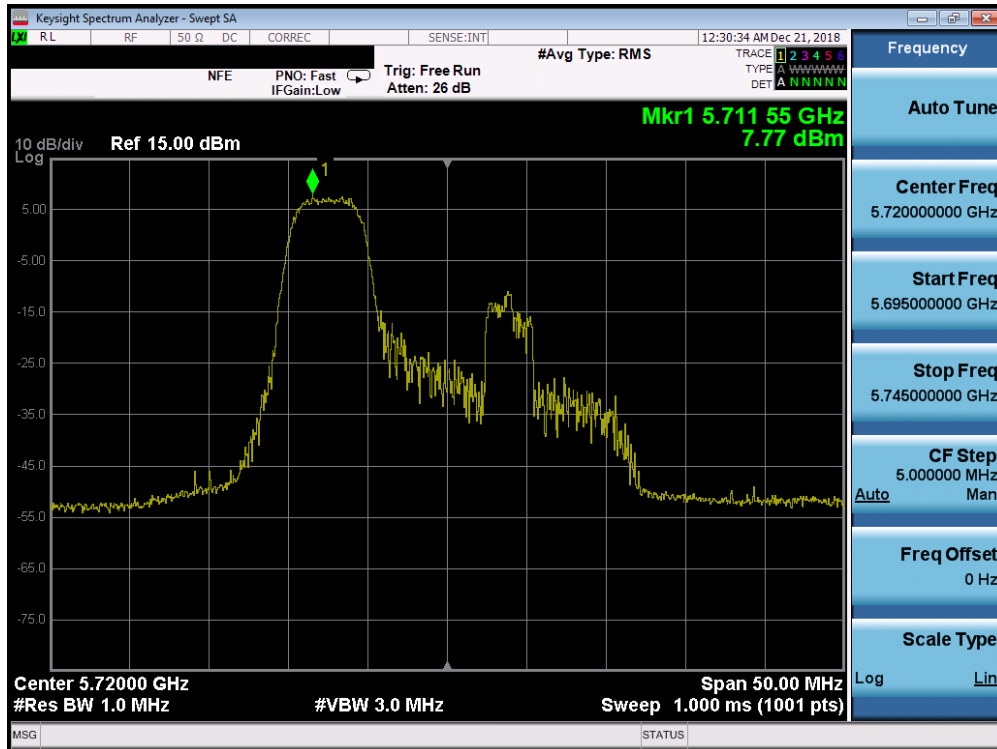 Keysight Spectrum Analyzer - Swept SA
LXI RL RF 50 Ω DC CORREC SENSE:INT 12:30:34 AM Dec 21, 2018
#Avg Type: RMS TRACE 1 2 3 4 5 6
TYPE A WWWWW
DET A N N N N N
NFE PNO: Fast Trig: Free Run
IFGain:Low Atten: 26 dB
Mkr1 5.711 55 GHz
7.77 dBm
10 dB/div Ref 15.00 dBm
Log
1
5.00
-5.00
-15.0
-25.0
-35.0
-45.0
-55.0
-65.0
-75.0
Center 5.72000 GHz Span 50.00 MHz
#Res BW 1.0 MHz #VBW 3.0 MHz Sweep 1.000 ms (1001 pts)
MSG STATUS
Frequency
Auto Tune
Center Freq
5.720000000 GHz
Start Freq
5.695000000 GHz
Stop Freq
5.745000000 GHz
CF Step
5.000000 MHz
Auto Man
Freq Offset
0 Hz
Scale Type
Log Lin